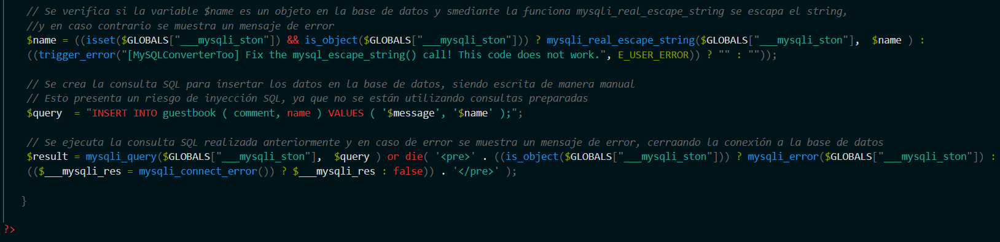 // Se verifica si la variable $name es un objeto en la base de datos y smediante la funciona mysqli_real_escape_string se escapa el string,
//y en caso contrario se muestra un mensaje de error
$name = ((isset($GLOBALS["___mysqli_ston"]) && is_object($GLOBALS["___mysqli_ston"])) ? mysqli_real_escape_string($GLOBALS["___mysqli_ston"],  $name ) :
((trigger_error("[MySQLConverterToo] Fix the mysql_escape_string() call! This code does not work.", E_USER_ERROR)) ? "" : ""));
// Se crea la consulta SQL para insertar los datos en la base de datos, siendo escrita de manera manual
// Esto presenta un riesgo de inyección SQL, ya que no se están utilizando consultas preparadas
$query  = "INSERT INTO guestbook ( comment, name ) VALUES ( '$message', '$name' );";
// Se ejecuta la consulta SQL realizada anteriormente y en caso de error se muestra un mensaje de error, cerraando la conexión a la base de datos
$result = mysqli_query($GLOBALS["___mysqli_ston"],  $query ) or die( '<pre>' . ((is_object($GLOBALS["___mysqli_ston"])) ? mysqli_error($GLOBALS["___mysqli_ston"]) :
(($___mysqli_res = mysqli_connect_error()) ? $___mysqli_res : false)) . '</pre>' );
}
?>